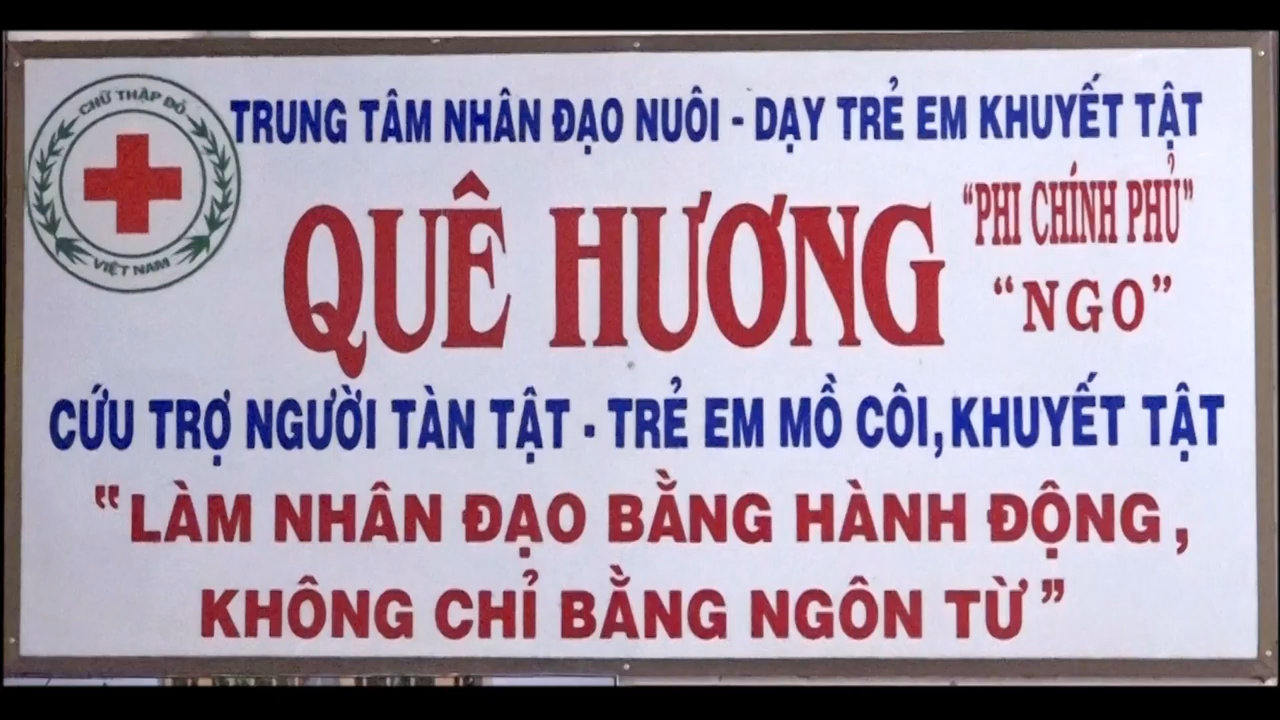 CHỮ THẬP ĐỎ
VIỆT NAM
TRUNG TÂM NHÂN ĐẠO NUÔI - DẠY TRẺ EM KHUYẾT TẬT
QUÊ HƯƠNG
“PHI CHÍNH PHỦ”
“NGO”
CỨU TRỢ NGƯỜI TÀN TẬT - TRẺ EM MỒ CÔI, KHUYẾT TẬT
“LÀM NHÂN ĐẠO BẰNG HÀNH ĐỘNG,
KHÔNG CHỈ BẰNG NGÔN TỪ”